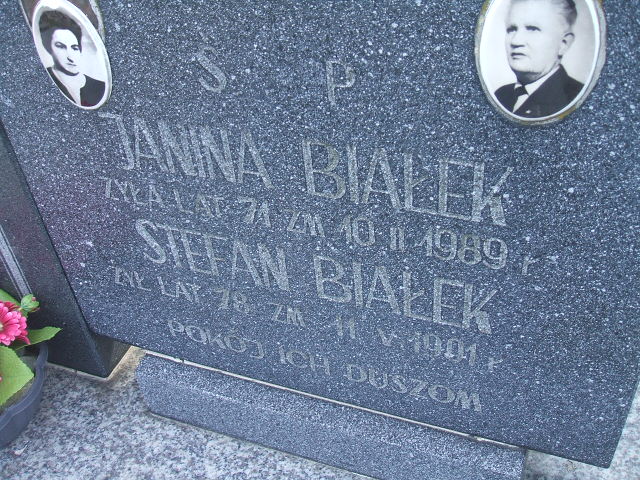 Ś P
JANINA BIAŁEK
ŻYŁA LAT 71 ZM 10 II 1989 r
STEFAN BIAŁEK
ŻYŁ LAT 78 ZM 11 V 1991 r
POKÓJ ICH DUSZOM